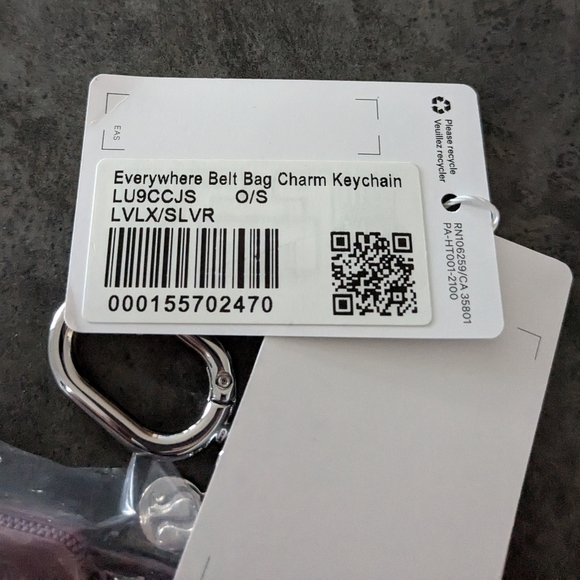 EAS
Please recycle
Veuillez recycler
Everywhere Belt Bag Charm Keychain
LU9CCJS O/S
LVLX/SLVR
000155702470
RN106259/CA 35801
PA-HT001-2100